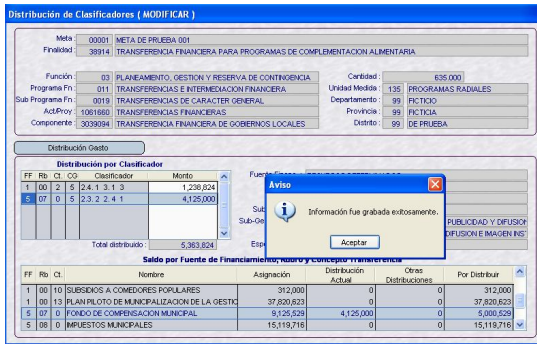 Distribución de Clasificadores ( MODIFICAR )
Meta : 00001 META DE PRUEBA 001
Finalidad : 38914 TRANSFERENCIA FINANCIERA PARA PROGRAMAS DE COMPLEMENTACION ALIMENTARIA
Función : 03 PLANEAMIENTO, GESTION Y RESERVA DE CONTINGENCIA Cantidad : 635.000
Programa Fn : 011 TRANSFERENCIAS E INTERMEDIACION FINANCIERA Unidad Medida : 135 PROGRAMAS RADIALES
Sub Programa Fn : 0019 TRANSFERENCIAS DE CARACTER GENERAL Departamento : 99 FICTICIO
Act/Proy : 1061660 TRANSFERENCIAS FINANCIERAS Provincia : 99 FICTICIA
Componente : 3039094 TRANSFERENCIA FINANCIERA DE GOBIERNOS LOCALES Distrito : 99 DE PRUEBA
Distribución Gasto
Distribución por Clasificador
FF Rb Ct. CG Clasificador Monto
1 00 2 5 2.4. 1 3. 1 3 1,238,824
5 07 0 5 2.3. 2 2. 4 1 4,125,000
Total distribuido : 5,363,824
Aviso
Información fue grabada exitosamente.
Aceptar
PUBLICIDAD Y DIFUSION
DIFUSION E IMAGEN INST
Saldo por Fuente de Financiamiento, Rubro y Concepto Transferencia
FF Rb Ct. Nombre Asignación Distribución Actual Otras Distribuciones Por Distribuir
1 00 10 SUBSIDIOS A COMEDORES POPULARES 312,000 0 0 312,000
1 00 13 PLAN PILOTO DE MUNICIPALIZACION DE LA GESTIC 37,820,623 0 0 37,820,623
5 07 0 FONDO DE COMPENSACION MUNICIPAL 9,125,529 4,125,000 0 5,000,529
5 08 0 IMPUESTOS MUNICIPALES 15,119,716 0 0 15,119,716